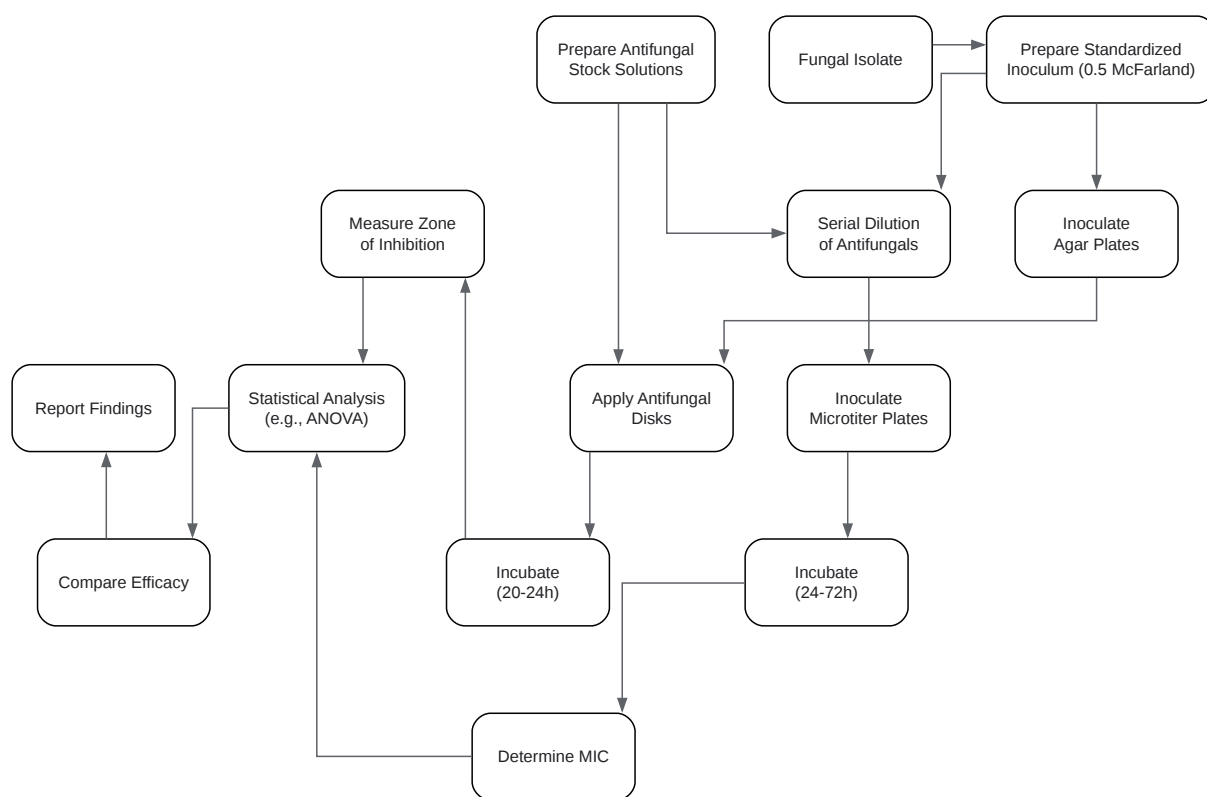 Prepare Antifungal
Stock Solutions
Fungal Isolate
Prepare Standardized
Inoculum (0.5 McFarland)
Measure Zone
of Inhibition
Serial Dilution
of Antifungals
Inoculate
Agar Plates
Report Findings
Statistical Analysis
(e.g., ANOVA)
Apply Antifungal
Disks
Inoculate
Microtiter Plates
Compare Efficacy
Incubate
(20-24h)
Incubate
(24-72h)
Determine MIC